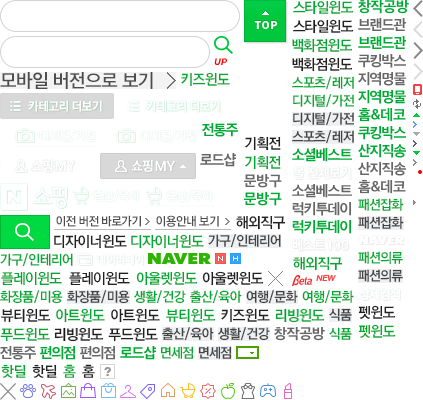 스타일윈도 창작공방
스타일윈도 브랜드관
TOP
백화점윈도 브랜드관
UP
백화점윈도 쿠킹박스
모바일 버전으로 보기 키즈윈도
스포츠/레저 지역명물
디지털/가전 지역명물
카테고리 더보기 카테고리 더보기
디지털/가전 홈&데코
전통주 스포츠/레저 쿠킹박스
기획전 소셜베스트 산지직송
쇼핑MY 쇼핑MY 로드샵 기획전 산지직송
문방구 소셜베스트 홈&데코
N 쇼핑 문방구 럭키투데이 패션잡화
이전 버전 바로가기 이용안내 보기 해외직구 럭키투데이 패션잡화
디자이너윈도 디자이너윈도 가구/인테리어 베스트 100
가구/인테리어 NAVER N H 해외직구 패션의류
플레이윈도 플레이윈도 아울렛윈도 아울렛윈도 Beta NEW 패션의류
화장품/미용 화장품/미용 생활/건강 출산/육아 여행/문화 여행/문화
뷰티윈도 아트윈도 아트윈도 뷰티윈도 키즈윈도 리빙윈도 식품 펫윈도
푸드윈도 리빙윈도 푸드윈도 출산/육아 생활/건강 창작공방 식품 펫윈도
전통주 편의점 편의점 로드샵 면세점 면세점
핫딜 핫딜 홈 홈 ?